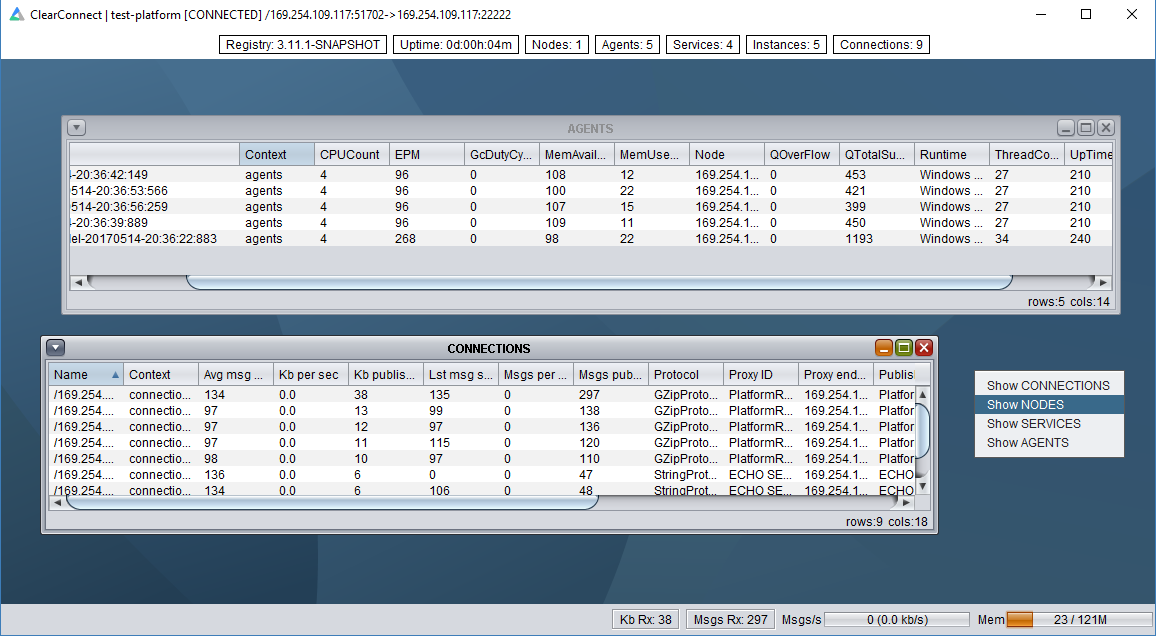 ClearConnect | test-platform [CONNECTED] /169.254.109.117:51702->169.254.109.117:22222
Registry: 3.11.1-SNAPSHOT Uptime: 0d:00h:04m Nodes: 1 Agents: 5 Services: 4 Instances: 5 Connections: 9
AGENTS
Context CPUCount EPM GcDutyCy... MemAvail... MemUse... Node QOverFlow QTotalSu... Runtime ThreadCo... UpTime
-20:36:42:149 agents 4 96 0 108 12 169.254.1... 0 453 Windows ... 27 210
514-20:36:53:566 agents 4 96 0 100 22 169.254.1... 0 421 Windows ... 27 210
514-20:36:56:259 agents 4 96 0 107 15 169.254.1... 0 399 Windows ... 27 210
-20:36:39:889 agents 4 96 0 109 11 169.254.1... 0 450 Windows ... 27 210
el-20170514-20:36:22:883 agents 4 268 0 98 22 169.254.1... 0 1193 Windows ... 34 240
rows:5 cols:14
CONNECTIONS
Name Context Avg msg ... Kb per sec Kb publis... Lst msg s... Msgs per ... Msgs pub... Protocol Proxy ID Proxy end... Publis
/169.254.... connectio... 134 0.0 38 135 0 297 GZipProto... PlatformR... 169.254.1... Platfor
/169.254.... connectio... 97 0.0 13 99 0 138 GZipProto... PlatformR... 169.254.1... Platfor
/169.254.... connectio... 97 0.0 12 97 0 136 GZipProto... PlatformR... 169.254.1... Platfor
/169.254.... connectio... 97 0.0 11 115 0 120 GZipProto... PlatformR... 169.254.1... Platfor
/169.254.... connectio... 98 0.0 10 97 0 110 GZipProto... PlatformR... 169.254.1... Platfor
/169.254.... connectio... 136 0.0 6 0 0 47 StringProt... ECHO SE... 169.254.1... ECHO
/169.254.... connectio... 134 0.0 6 106 0 48 StringProt... ECHO SE... 169.254.1... ECHO
rows:9 cols:18
Show CONNECTIONS
Show NODES
Show SERVICES
Show AGENTS
Kb Rx: 38 Msgs Rx: 297 Msgs/s 0 (0.0 kb/s) Mem 23 / 121M